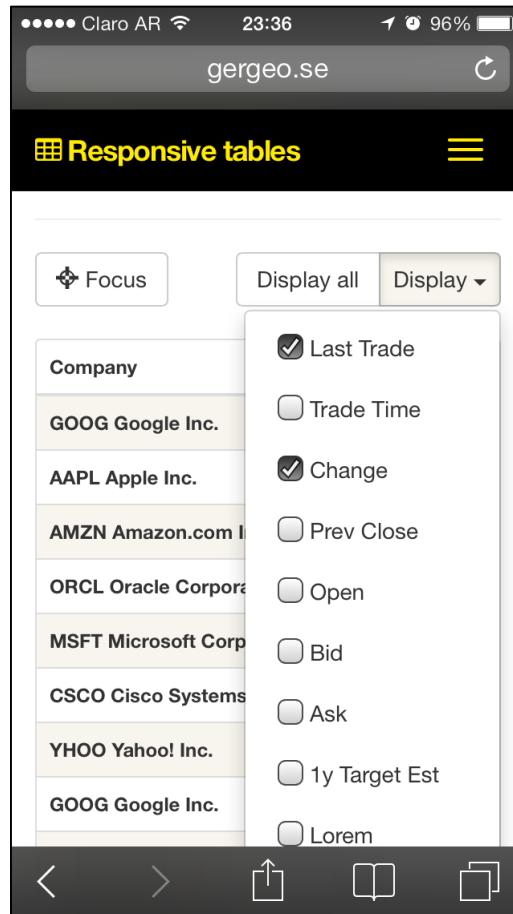 Claro AR 23:36 96%
gergeo.se
Responsive tables
Focus Display all Display
Company
GOOG Google Inc.
AAPL Apple Inc.
AMZN Amazon.com I
ORCL Oracle Corpora
MSFT Microsoft Corp
CSCO Cisco Systems
YHOO Yahoo! Inc.
GOOG Google Inc.
Last Trade
Trade Time
Change
Prev Close
Open
Bid
Ask
1y Target Est
Lorem